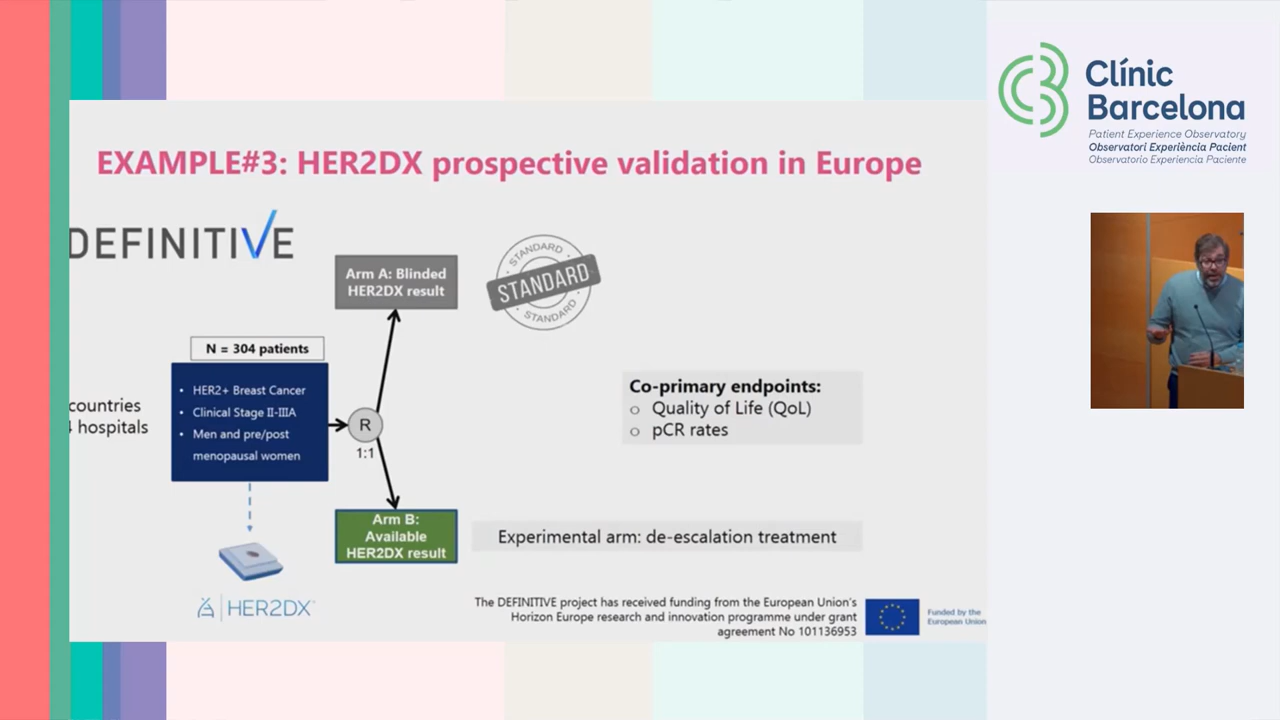 Clínic
Barcelona
Patient Experience Observatory
Observatori Experiència Pacient
Observatorio Experiencia Paciente
EXAMPLE#3: HER2DX prospective validation in Europe
DEFINITIVE
Arm A: Blinded
HER2DX result
STANDARD
STANDARD
STANDARD
N = 304 patients
• HER2+ Breast Cancer
• Clinical Stage II-IIIA
• Men and pre/post
menopausal women
countries
hospitals
R
1:1
Co-primary endpoints:
○ Quality of Life (QoL)
○ pCR rates
Arm B:
Available
HER2DX result
Experimental arm: de-escalation treatment
HER2DX
The DEFINITIVE project has received funding from the European Union's
Horizon Europe research and innovation programme under grant
agreement No 101136953
Funded by the
European Union